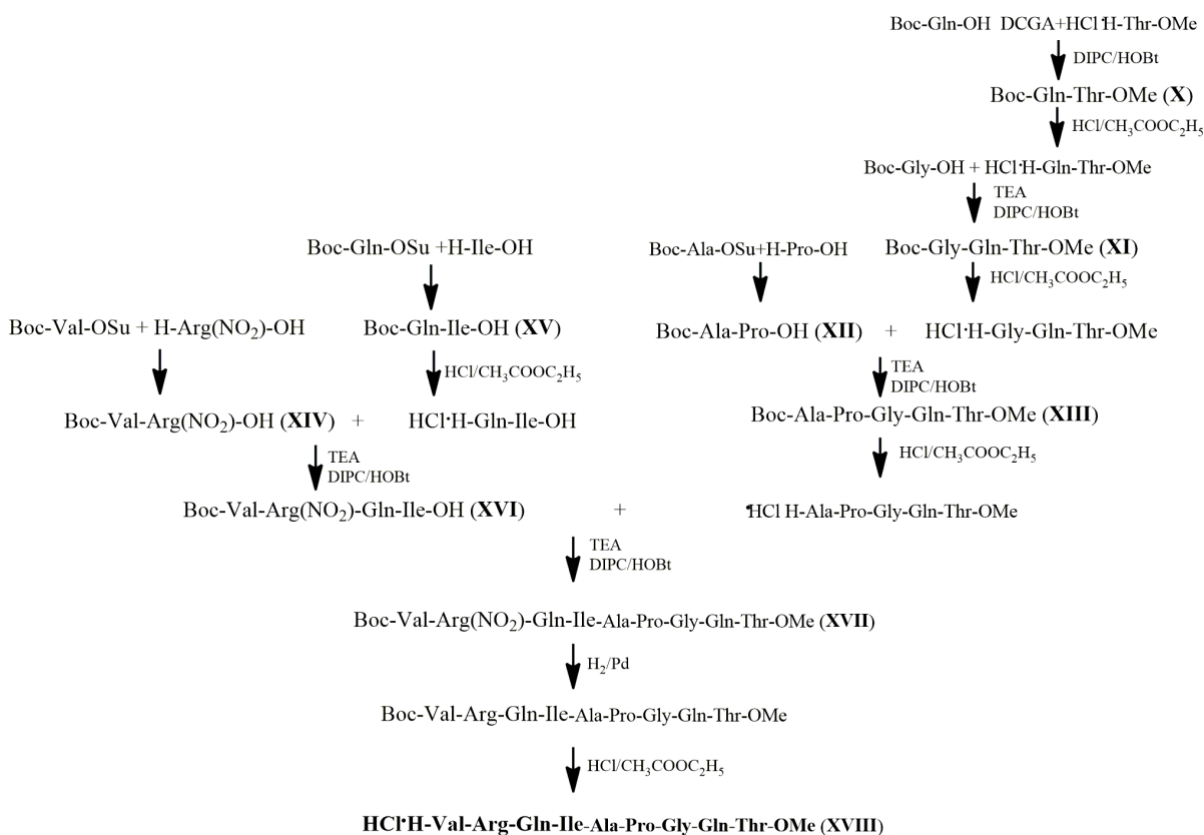 Boc-Gln-OH DCGA+HCl·H-Thr-OMe
DIPC/HOBt
Boc-Gln-Thr-OMe (X)
HCl/CH₃COOC₂H₅
Boc-Gly-OH + HCl·H-Gln-Thr-OMe
TEA
DIPC/HOBt
Boc-Gln-OSu +H-Ile-OH
Boc-Ala-OSu+H-Pro-OH
Boc-Gly-Gln-Thr-OMe (XI)
HCl/CH₃COOC₂H₅
Boc-Val-OSu + H-Arg(NO₂)-OH
Boc-Gln-Ile-OH (XV)
Boc-Ala-Pro-OH (XII) + HCl·H-Gly-Gln-Thr-OMe
HCl/CH₃COOC₂H₅
TEA
DIPC/HOBt
Boc-Val-Arg(NO₂)-OH (XIV) + HCl·H-Gln-Ile-OH
Boc-Ala-Pro-Gly-Gln-Thr-OMe (XIII)
TEA
DIPC/HOBt
HCl/CH₃COOC₂H₅
Boc-Val-Arg(NO₂)-Gln-Ile-OH (XVI) + ·HCl H-Ala-Pro-Gly-Gln-Thr-OMe
TEA
DIPC/HOBt
Boc-Val-Arg(NO₂)-Gln-Ile-Ala-Pro-Gly-Gln-Thr-OMe (XVII)
H₂/Pd
Boc-Val-Arg-Gln-Ile-Ala-Pro-Gly-Gln-Thr-OMe
HCl/CH₃COOC₂H₅
HCl·H-Val-Arg-Gln-Ile-Ala-Pro-Gly-Gln-Thr-OMe (XVIII)